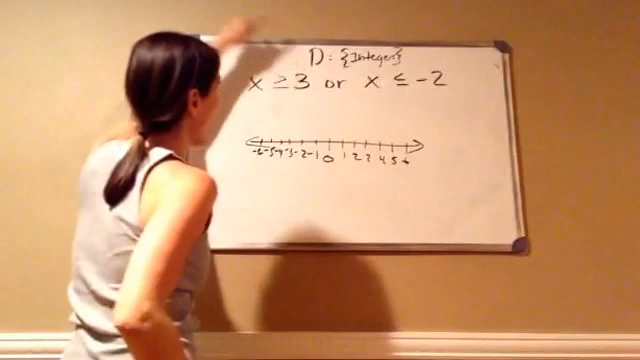 D = {Integers}
x ≥ 3 or x ≤ -2
-6 -5 -4 -3 -2 -1 0 1 2 3 4 5 6